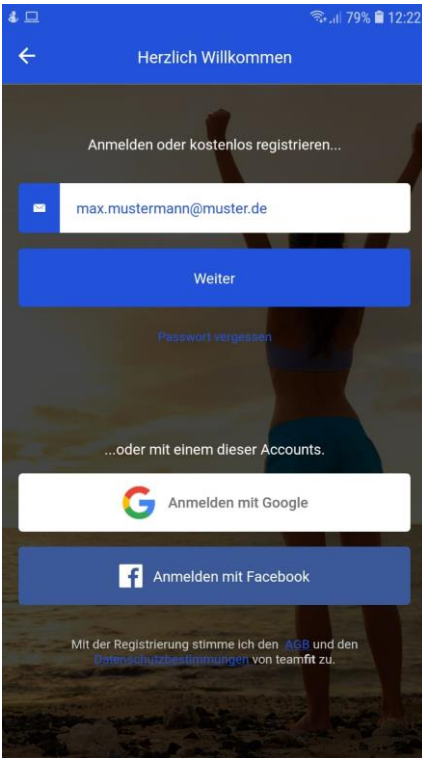 79% 12:22
Herzlich Willkommen
Anmelden oder kostenlos registrieren...
max.mustermann@muster.de
Weiter
Passwort vergessen
...oder mit einem dieser Accounts.
Anmelden mit Google
Anmelden mit Facebook
Mit der Registrierung stimme ich den AGB und den
Datenschutzbestimmungen von teamfit zu.